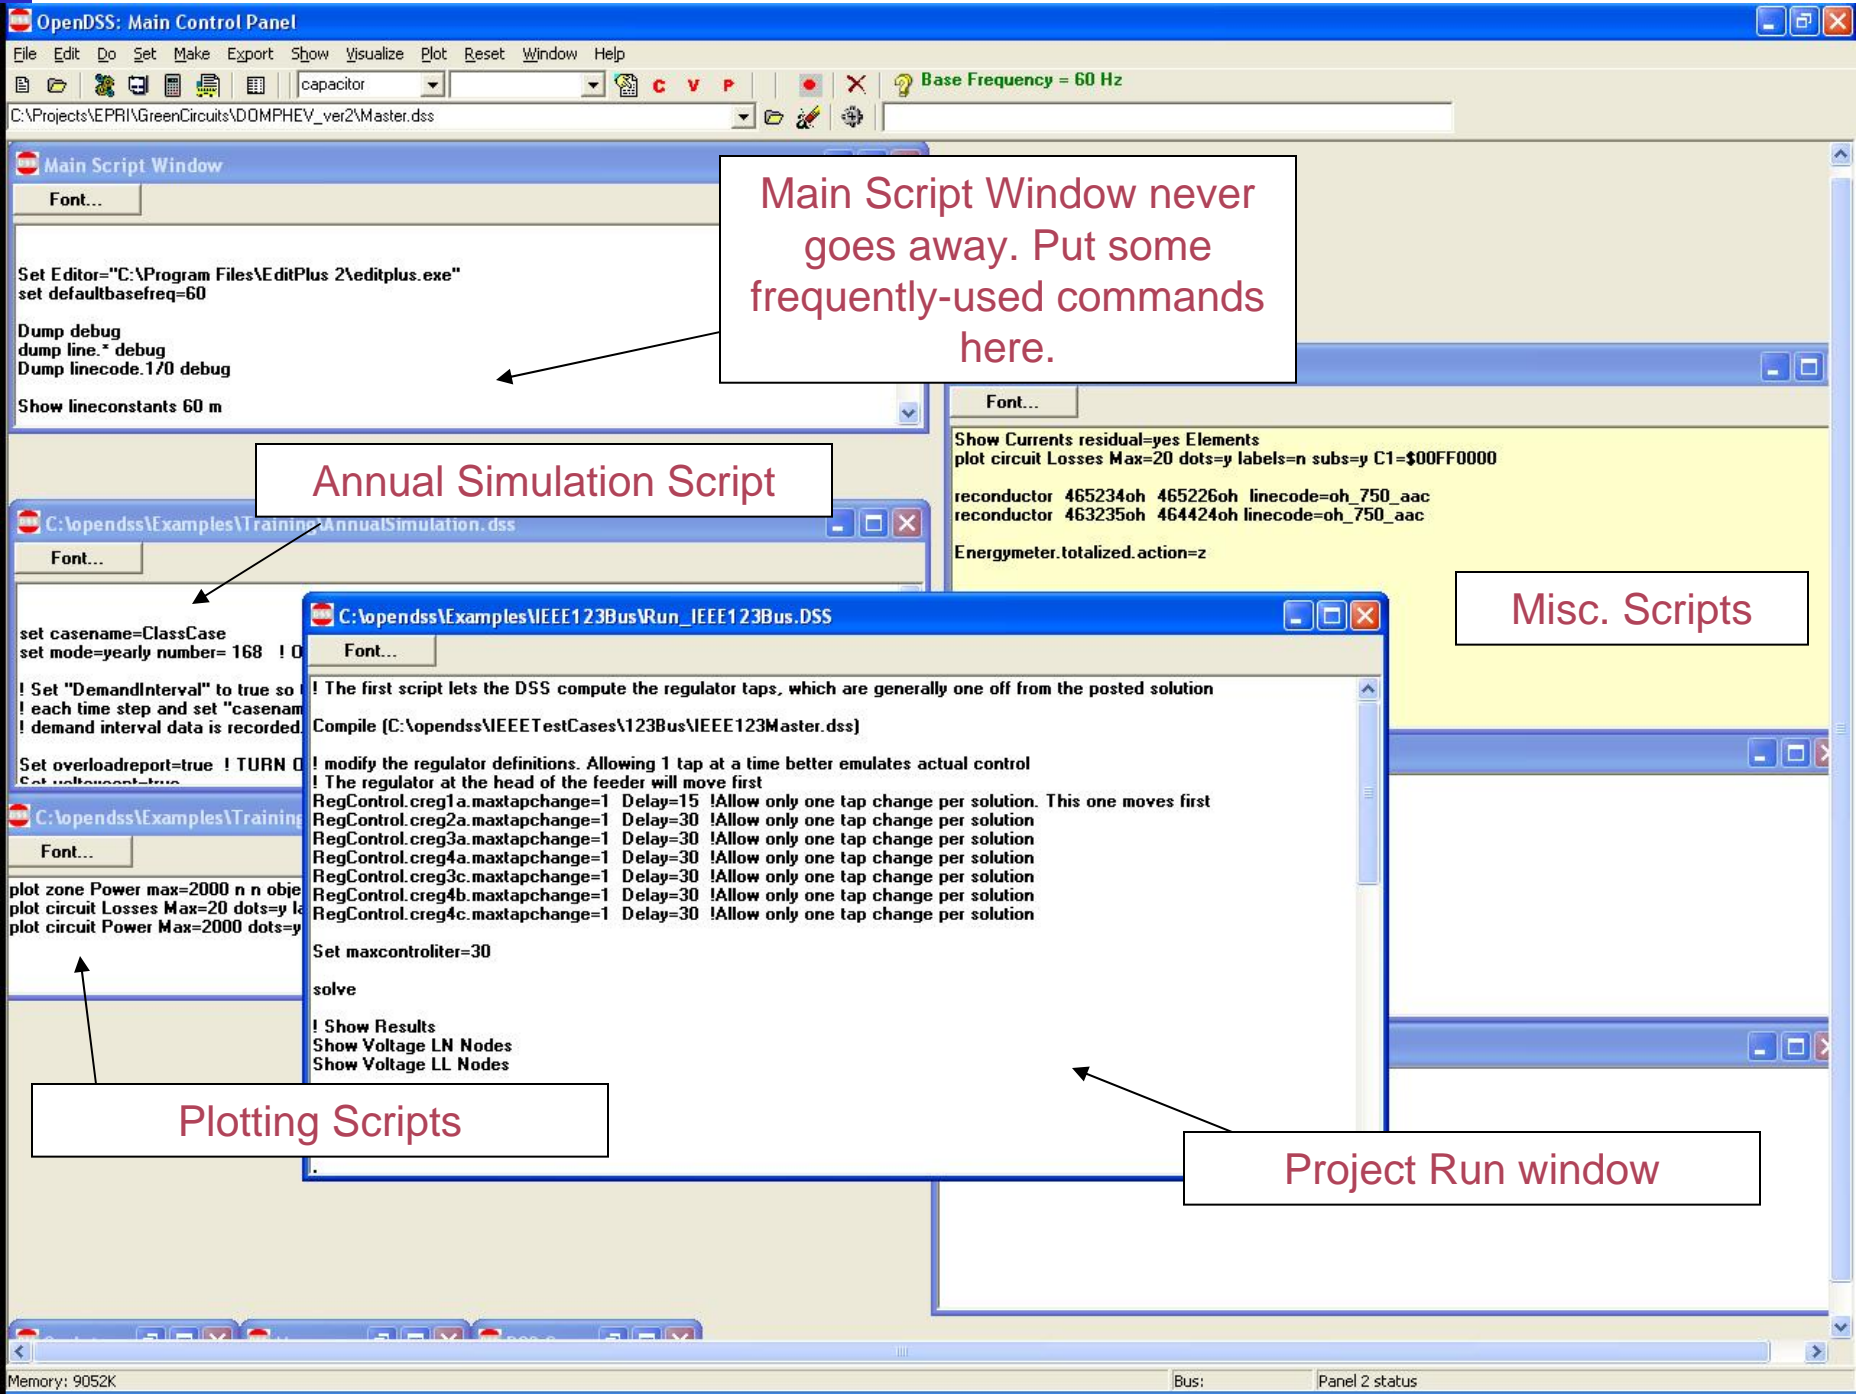 OpenDSS: Main Control Panel
File Edit Do Set Make Export Show Visualize Plot Reset Window Help
capacitor
C V P
Base Frequency = 60 Hz
C:\Projects\EPRI\GreenCircuits\DOMPHEV_ver2\Master.dss
Main Script Window
Font...
Set Editor="C:\Program Files\EditPlus 2\editplus.exe"
set defaultbasefreq=60
Dump debug
dump line.* debug
Dump linecode.1/0 debug
Show lineconstants 60 m
Main Script Window never
goes away. Put some
frequently-used commands
here.
Font...
Show Currents residual=yes Elements
plot circuit Losses Max=20 dots=y labels=n subs=y C1=$00FF0000
reconductor 465234oh 465226oh linecode=oh_750_aac
reconductor 463235oh 464424oh linecode=oh_750_aac
Energymeter.totalized.action=z
Misc. Scripts
Annual Simulation Script
C:\opendss\Examples\Training\AnnualSimulation.dss
Font...
set casename=ClassCase
set mode=yearly number= 168 ! O
! Set "DemandInterval" to true so
! each time step and set "casenam
! demand interval data is recorded.
Set overloadreport=true ! TURN O
C:\opendss\Examples\Training
Font...
plot zone Power max=2000 n n obje
plot circuit Losses Max=20 dots=y la
plot circuit Power Max=2000 dots=y
Plotting Scripts
C:\opendss\Examples\IEEE123Bus\Run_IEEE123Bus.DSS
Font...
! The first script lets the DSS compute the regulator taps, which are generally one off from the posted solution
Compile (C:\opendss\IEEETestCases\123Bus\IEEE123Master.dss)
! modify the regulator definitions. Allowing 1 tap at a time better emulates actual control
! The regulator at the head of the feeder will move first
RegControl.creg1a.maxtapchange=1 Delay=15 !Allow only one tap change per solution. This one moves first
RegControl.creg2a.maxtapchange=1 Delay=30 !Allow only one tap change per solution
RegControl.creg3a.maxtapchange=1 Delay=30 !Allow only one tap change per solution
RegControl.creg4a.maxtapchange=1 Delay=30 !Allow only one tap change per solution
RegControl.creg3c.maxtapchange=1 Delay=30 !Allow only one tap change per solution
RegControl.creg4b.maxtapchange=1 Delay=30 !Allow only one tap change per solution
RegControl.creg4c.maxtapchange=1 Delay=30 !Allow only one tap change per solution
Set maxcontroliter=30
solve
! Show Results
Show Voltage LN Nodes
Show Voltage LL Nodes
.
Project Run window
Memory: 9052K
Bus:
Panel 2 status